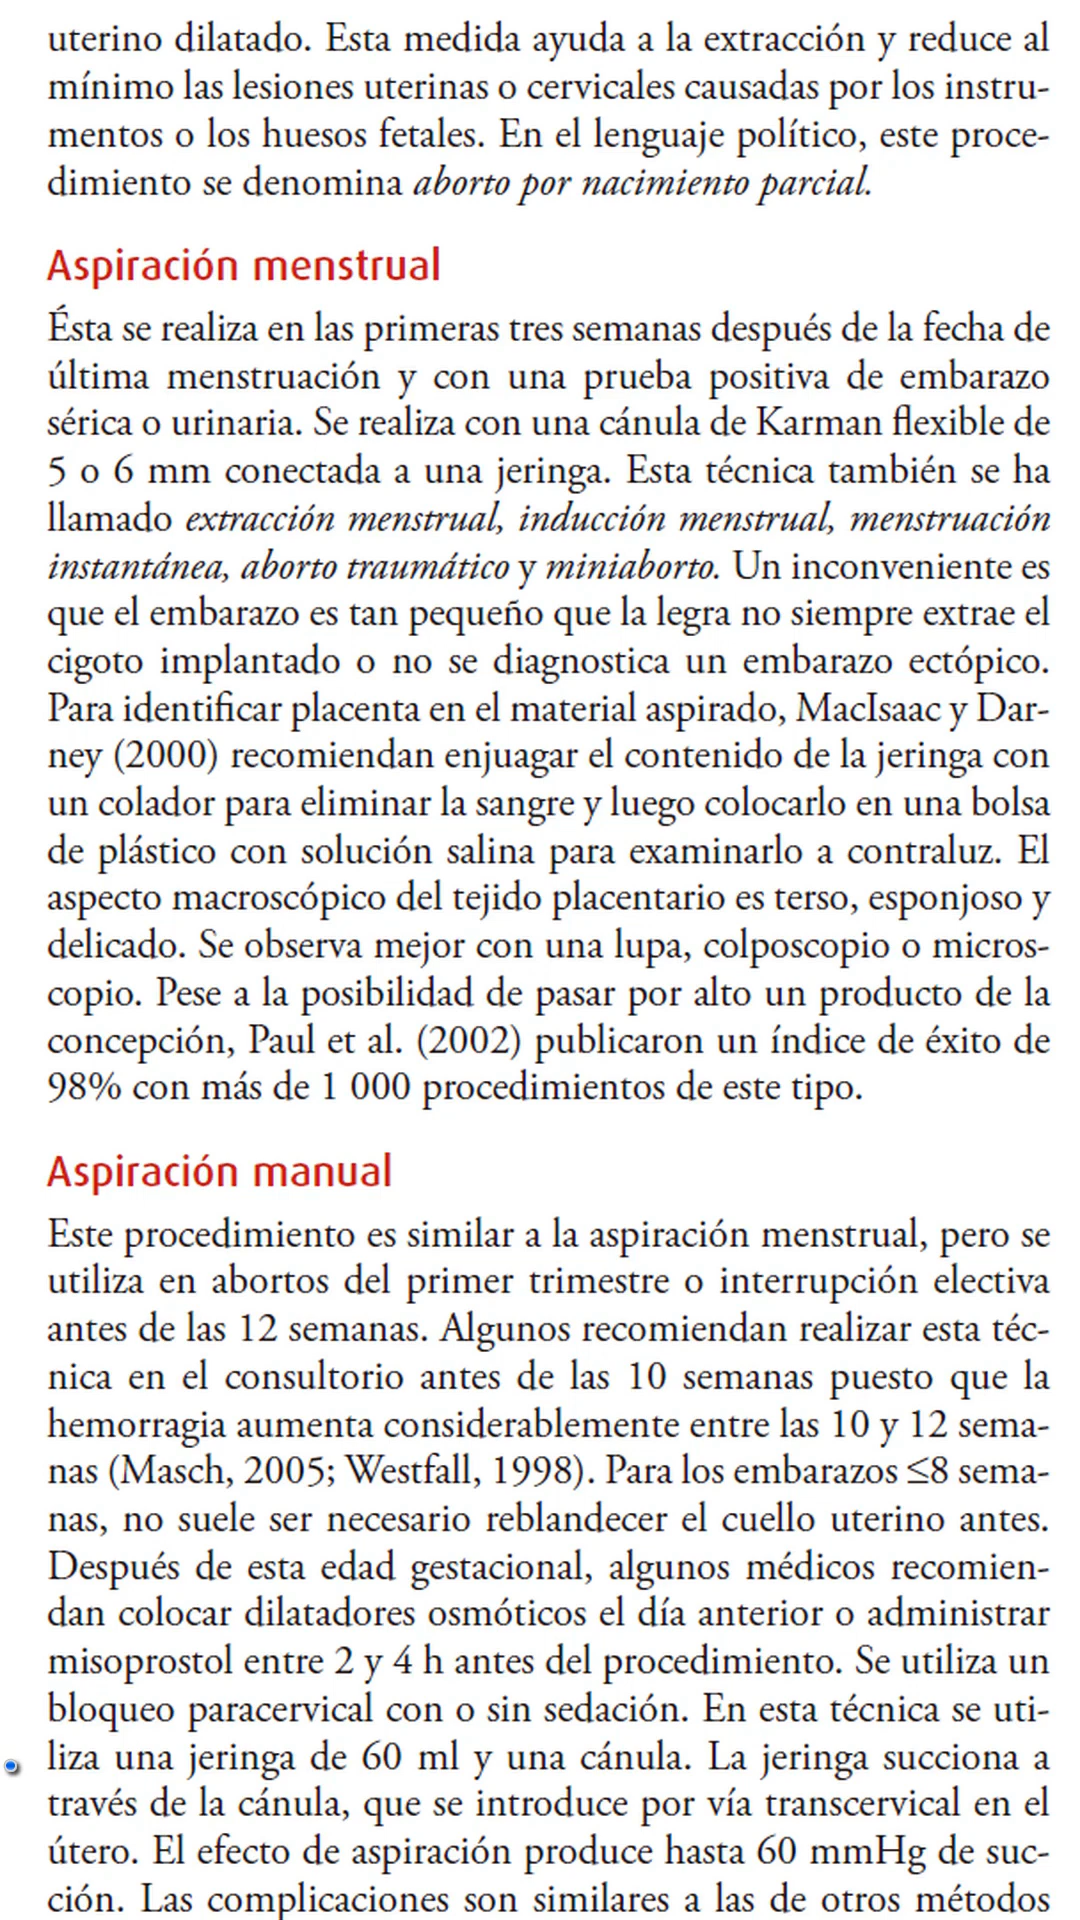 uterino dilatado. Esta medida ayuda a la extracción y reduce al
mínimo las lesiones uterinas o cervicales causadas por los instru-
mentos o los huesos fetales. En el lenguaje político, este proce-
dimiento se denomina aborto por nacimiento parcial.
Aspiración menstrual
Ésta se realiza en las primeras tres semanas después de la fecha de
última menstruación y con una prueba positiva de embarazo
sérica o urinaria. Se realiza con una cánula de Karman flexible de
5 o 6 mm conectada a una jeringa. Esta técnica también se ha
llamado extracción menstrual, inducción menstrual, menstruación
instantánea, aborto traumático y miniaborto. Un inconveniente es
que el embarazo es tan pequeño que la legra no siempre extrae el
cigoto implantado o no se diagnostica un embarazo ectópico.
Para identificar placenta en el material aspirado, MacIsaac y Dar-
ney (2000) recomiendan enjuagar el contenido de la jeringa con
un colador para eliminar la sangre y luego colocarlo en una bolsa
de plástico con solución salina para examinarlo a contraluz. El
aspecto macroscópico del tejido placentario es terso, esponjoso y
delicado. Se observa mejor con una lupa, colposcopio o micros-
copio. Pese a la posibilidad de pasar por alto un producto de la
concepción, Paul et al. (2002) publicaron un índice de éxito de
98% con más de 1 000 procedimientos de este tipo.
Aspiración manual
Este procedimiento es similar a la aspiración menstrual, pero se
utiliza en abortos del primer trimestre o interrupción electiva
antes de las 12 semanas. Algunos recomiendan realizar esta téc-
nica en el consultorio antes de las 10 semanas puesto que la
hemorragia aumenta considerablemente entre las 10 y 12 sema-
nas (Masch, 2005; Westfall, 1998). Para los embarazos ≤8 sema-
nas, no suele ser necesario reblandecer el cuello uterino antes.
Después de esta edad gestacional, algunos médicos recomien-
dan colocar dilatadores osmóticos el día anterior o administrar
misoprostol entre 2 y 4 h antes del procedimiento. Se utiliza un
bloqueo paracervical con o sin sedación. En esta técnica se uti-
liza una jeringa de 60 ml y una cánula. La jeringa succiona a
través de la cánula, que se introduce por vía transcervical en el
útero. El efecto de aspiración produce hasta 60 mmHg de suc-
ción. Las complicaciones son similares a las de otros métodos